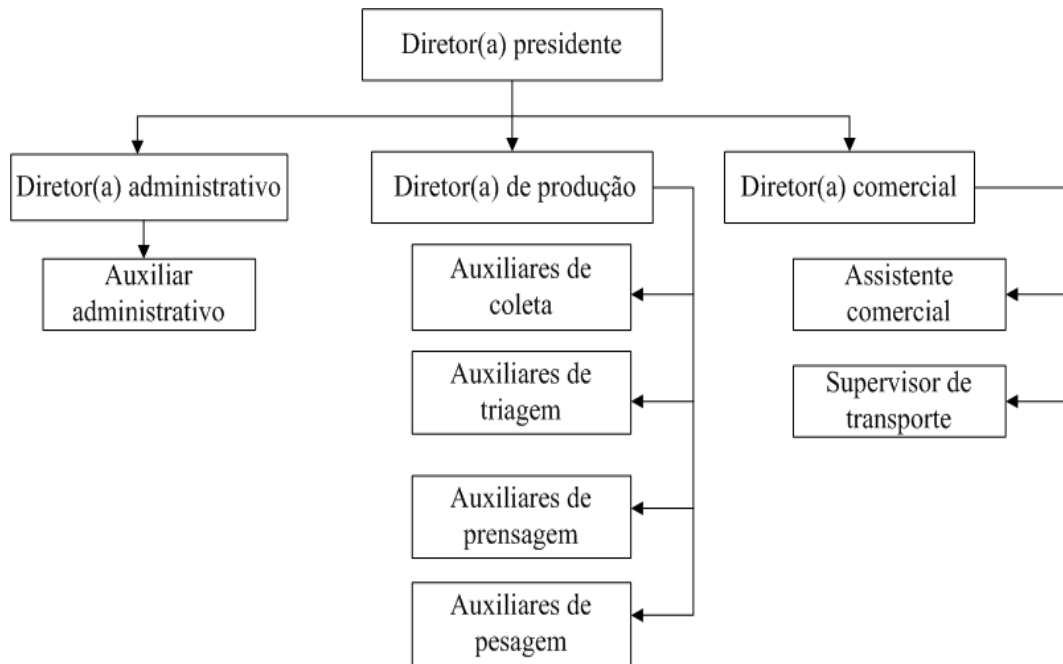 Diretor(a) presidente
Diretor(a) administrativo
Diretor(a) de produção
Diretor(a) comercial
Auxiliar
administrativo
Auxiliares de
coleta
Auxiliares de
triagem
Auxiliares de
prensagem
Auxiliares de
pesagem
Assistente
comercial
Supervisor de
transporte